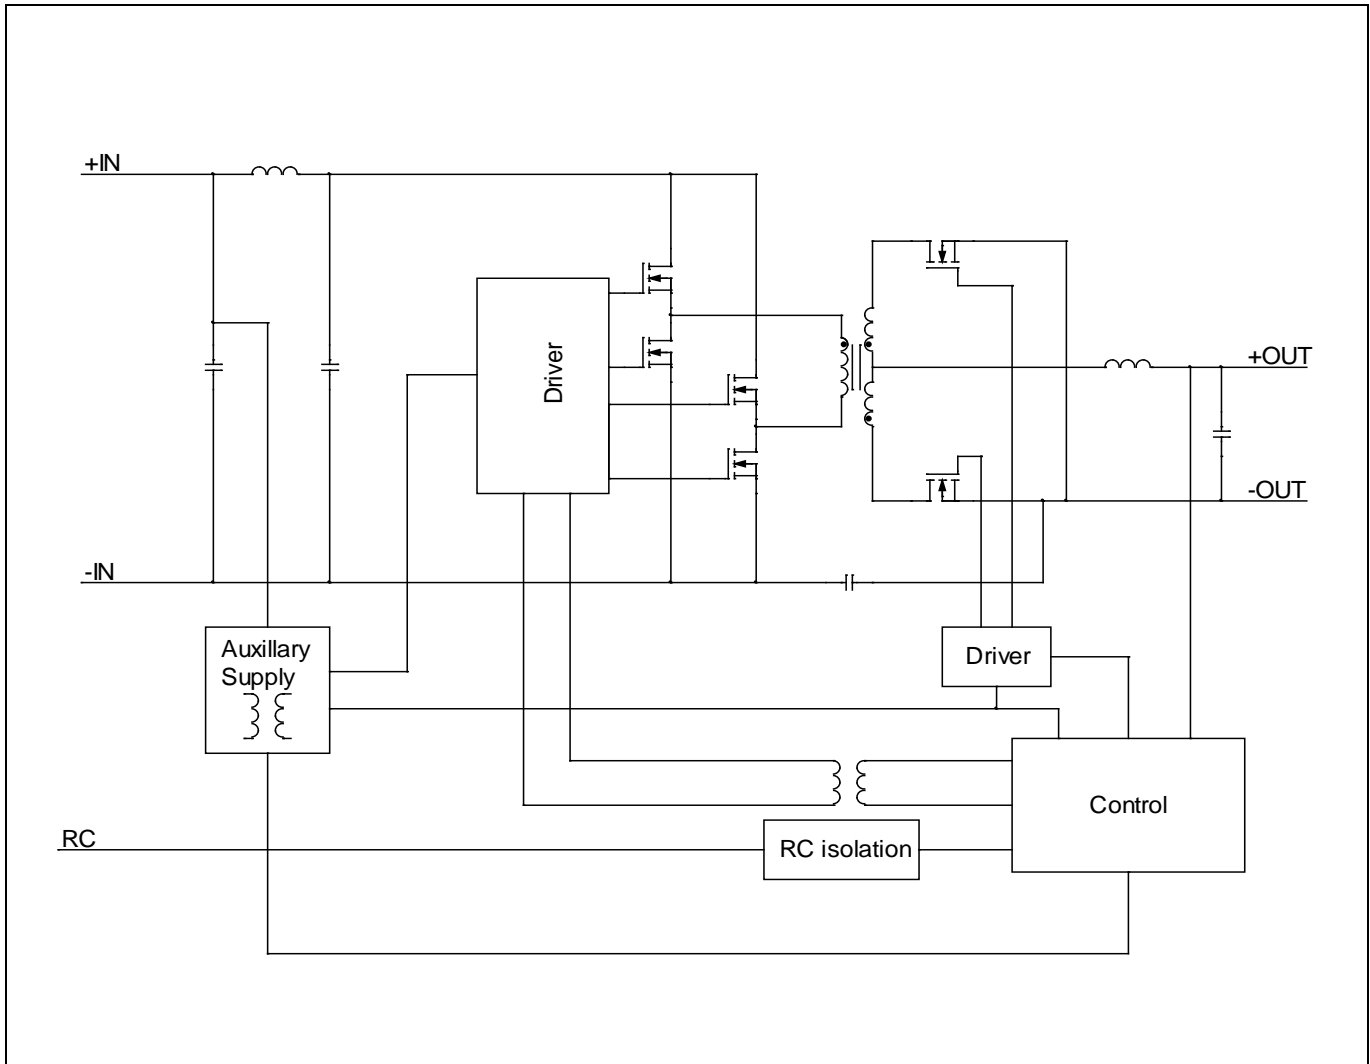 +IN
Driver
+OUT
-OUT
-IN
Auxillary
Supply
Driver
Control
RC
RC isolation